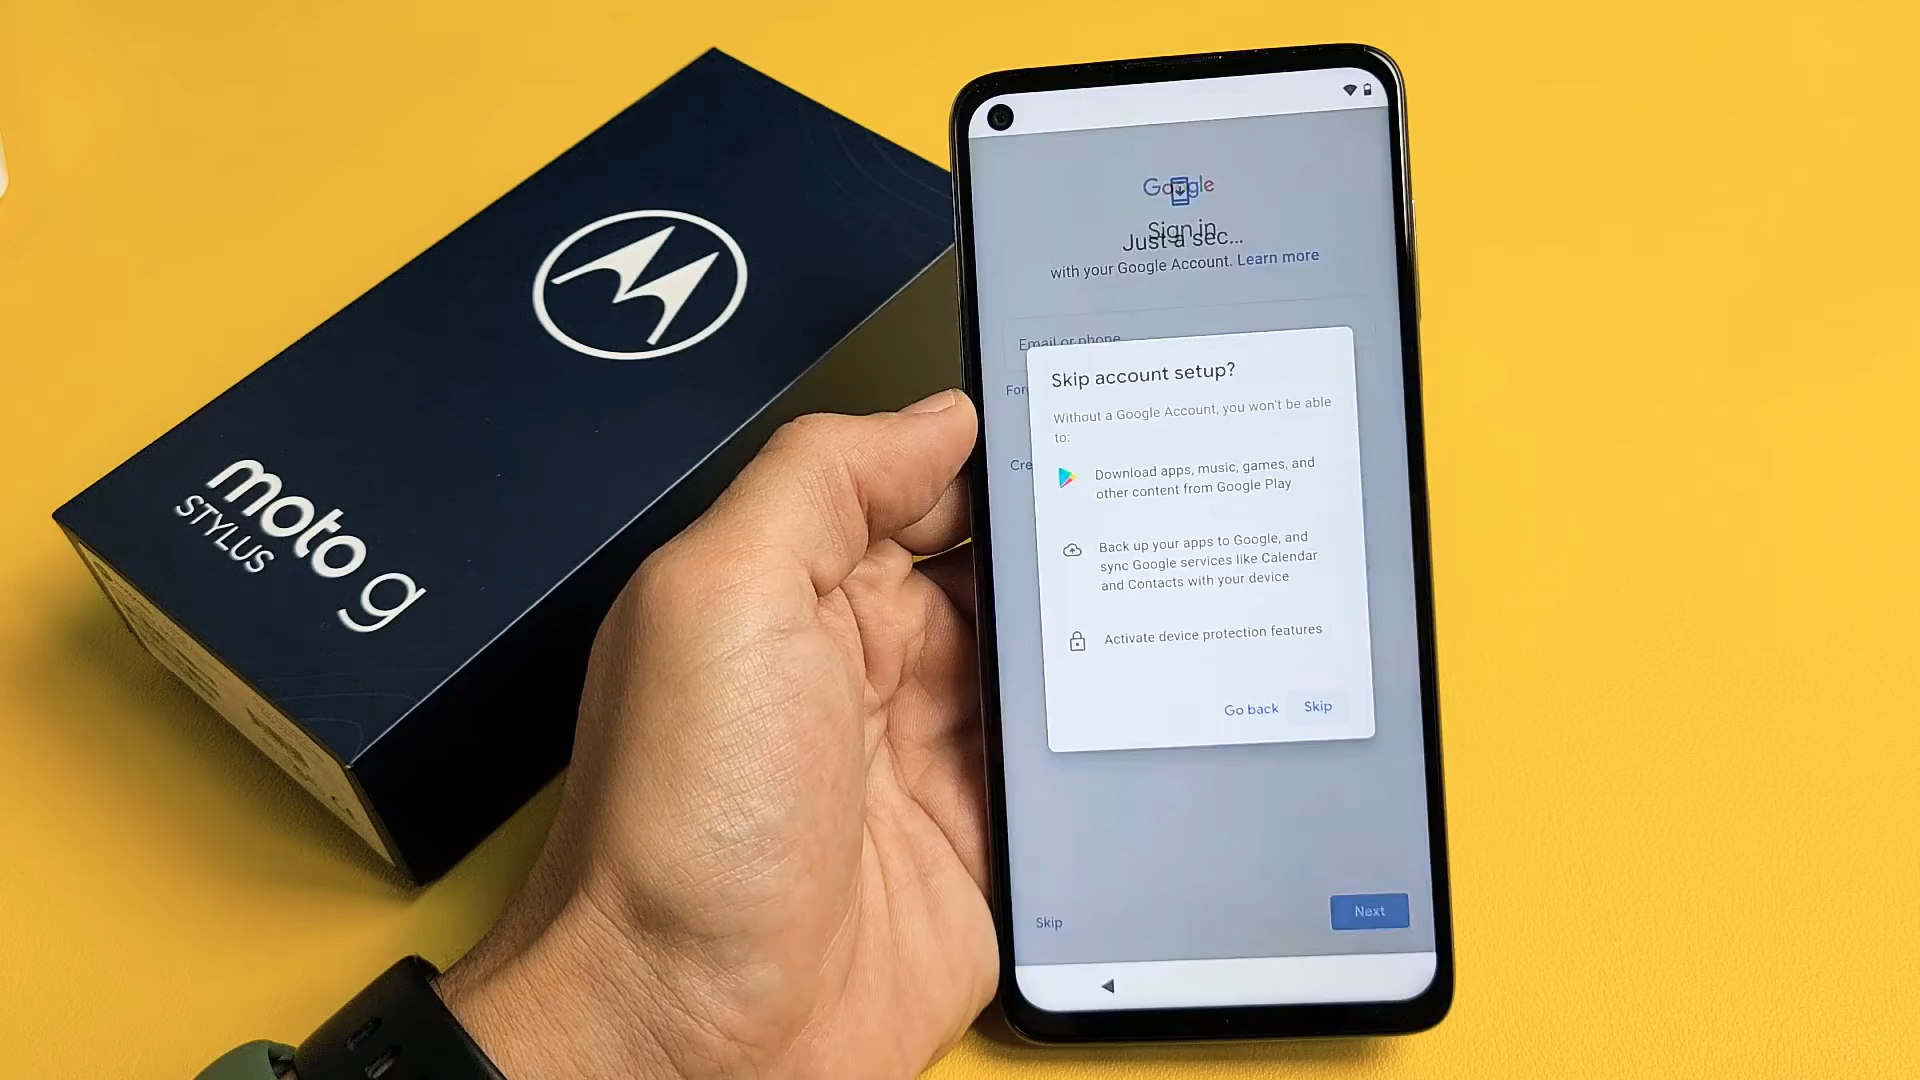 moto g
STYLUS
Google
Sign in
Just a sec...
with your Google Account. Learn more
Email or phone
Skip account setup?
Without a Google Account, you won't be able
to:
Download apps, music, games, and
other content from Google Play
Back up your apps to Google, and
sync Google services like Calendar
and Contacts with your device
Activate device protection features
Go back Skip
Skip Next